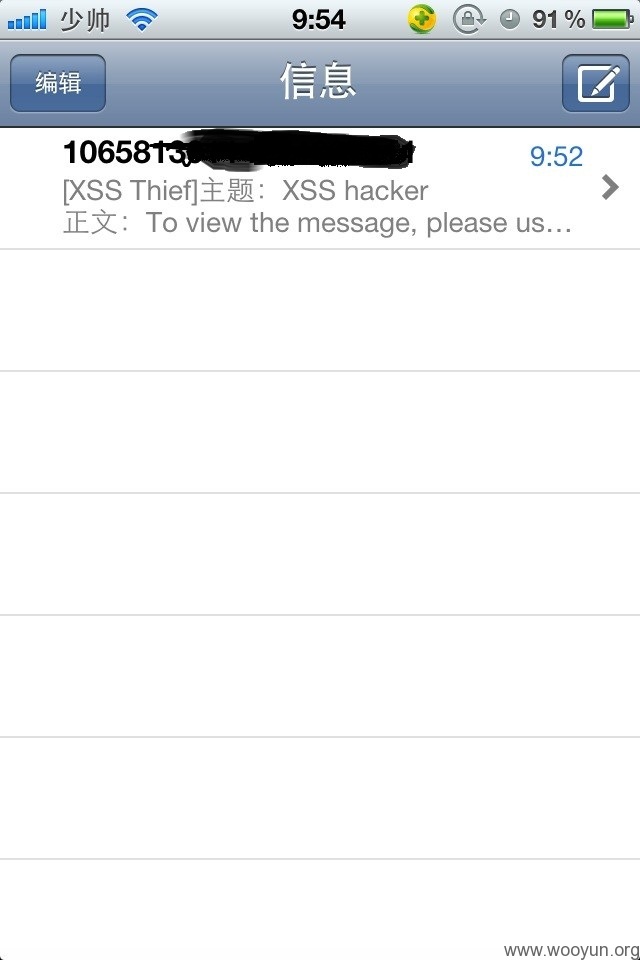 少帅 9:54 91%
编辑 信息
1065813
9:52
[XSS Thief]主题：XSS hacker
正文：To view the message, please us…
www.wooyun.org